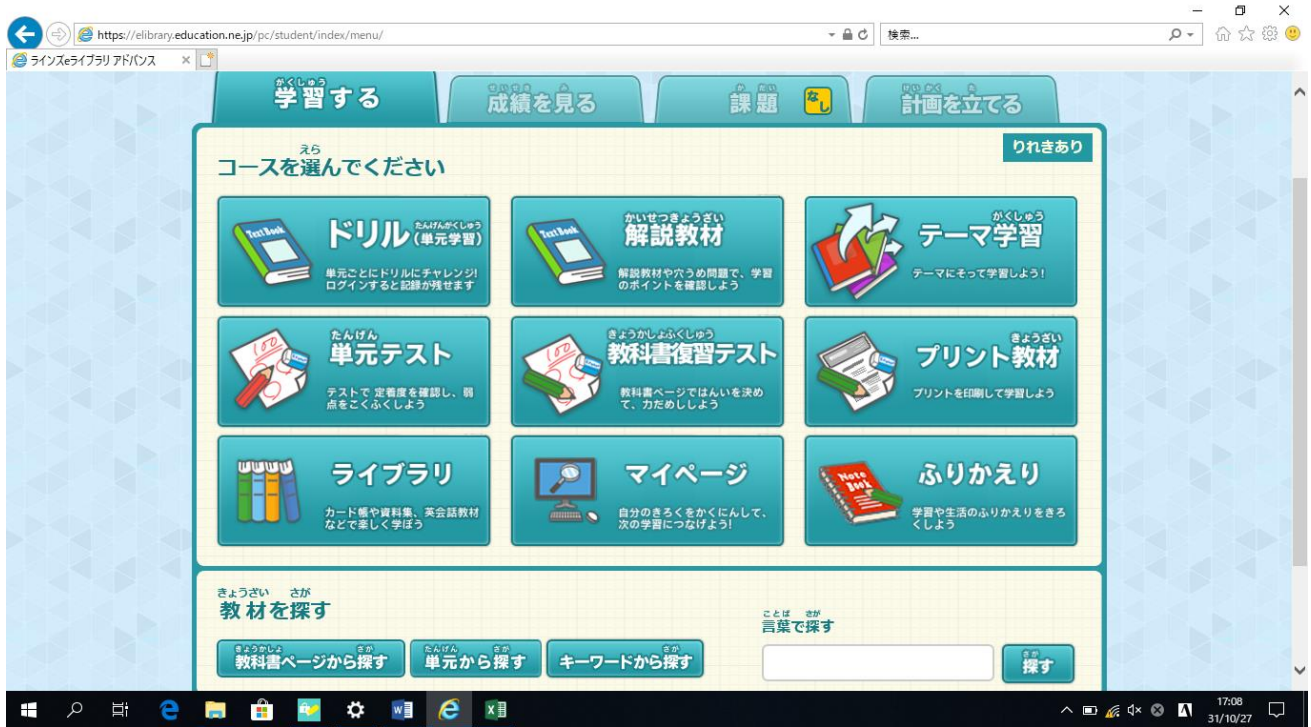 https://elibrary.education.ne.jp/pc/student/index/menu/
検索...
ラインズeライブラリ アドバンス
がくしゅう
学習する
せいせき み
成績を見る
かだい
課題 なし
けいかく た
計画を立てる
りれきあり
えら
コースを選んでください
Text Book
たんげんがくしゅう
ドリル(単元学習)
単元ごとにドリルにチャレンジ!
ログインすると記録が残せます
Text Book
かいせつきょうざい
解説教材
解説教材や穴うめ問題で、学習
のポイントを確認しよう
がくしゅう
テーマ学習
テーマにそって学習しよう!
100
たんげん
単元テスト
テストで 定着度を確認し、弱
点をこくふくしよう
100
きょうかしょふくしゅう
教科書復習テスト
教科書ページではんいを決め
て、力だめししよう
きょうざい
プリント教材
プリントを印刷して学習しよう
ライブラリ
カード帳や資料集、英会話教材
などで楽しく学ぼう
マイページ
自分のきろくをかくにんして、
次の学習につなげよう!
Note Book
ふりかえり
学習や生活のふりかえりをきろ
くしよう
きょうざい さが
教材を探す
きょうかしょ さが
教科書ページから探す
たんげん さが
単元から探す
さが
キーワードから探す
ことば さが
言葉で探す
さが
探す
17:08
31/10/27